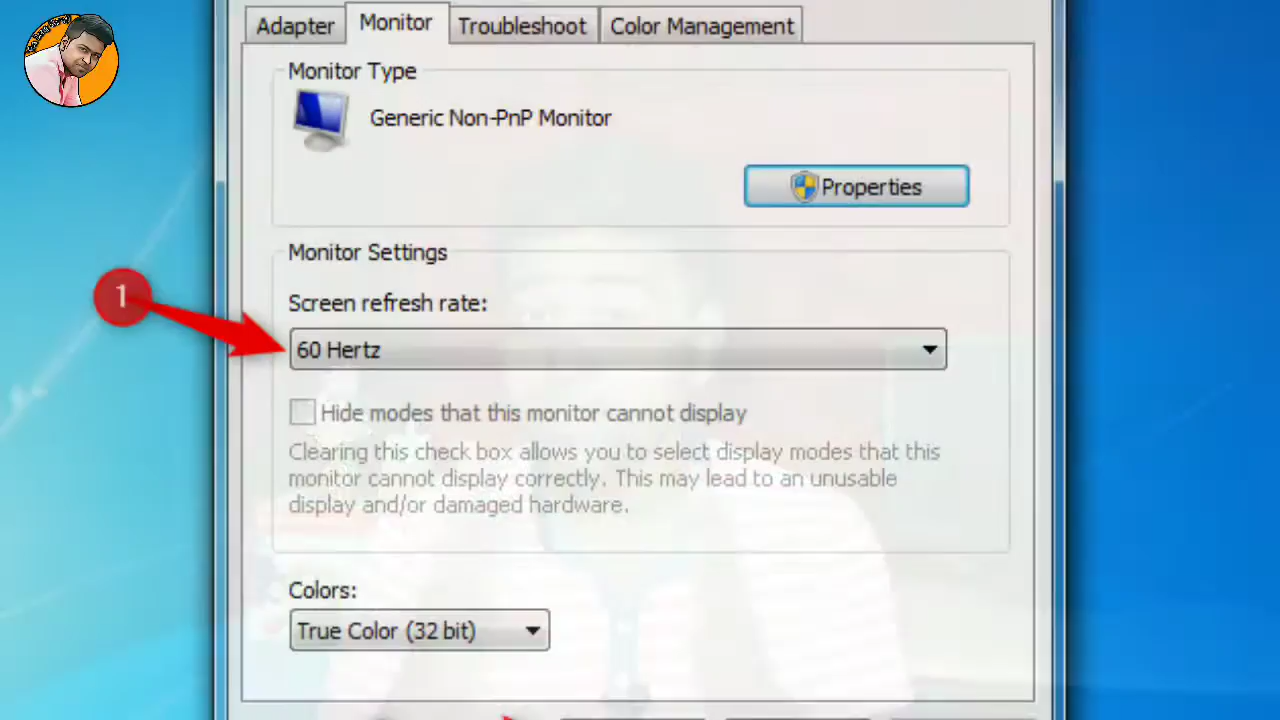 Adapter
Monitor
Troubleshoot
Color Management
Monitor Type
Generic Non-PnP Monitor
Properties
Monitor Settings
Screen refresh rate:
1
60 Hertz
Hide modes that this monitor cannot display
Clearing this check box allows you to select display modes that this
monitor cannot display correctly. This may lead to an unusable
display and/or damaged hardware.
Colors:
True Color (32 bit)